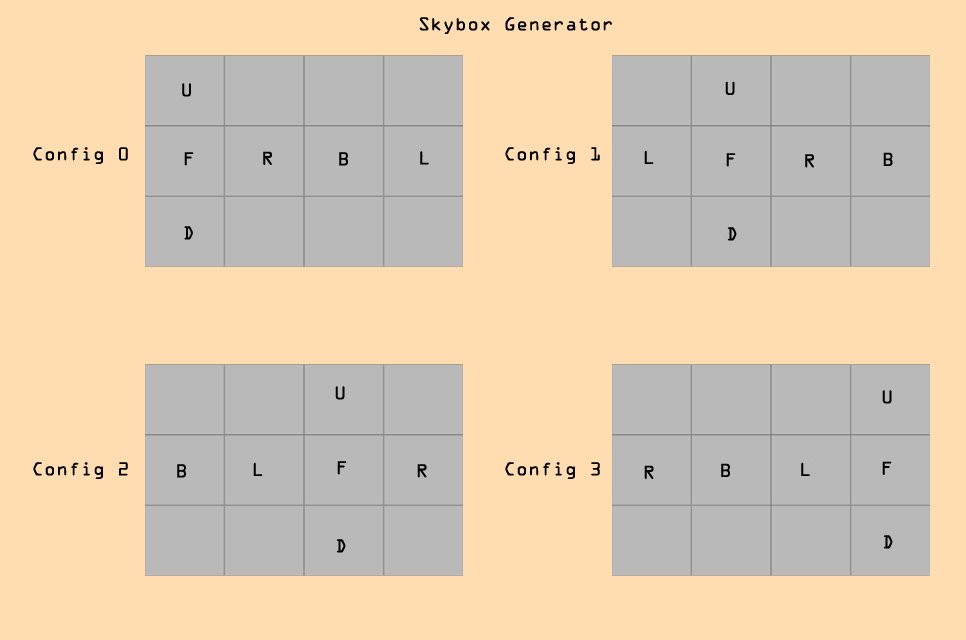 Skybox Generator
U
Config 0 F R B L
D
U
Config 1 L F R B
D
U
Config 2 B L F R
D
U
Config 3 R B L F
D